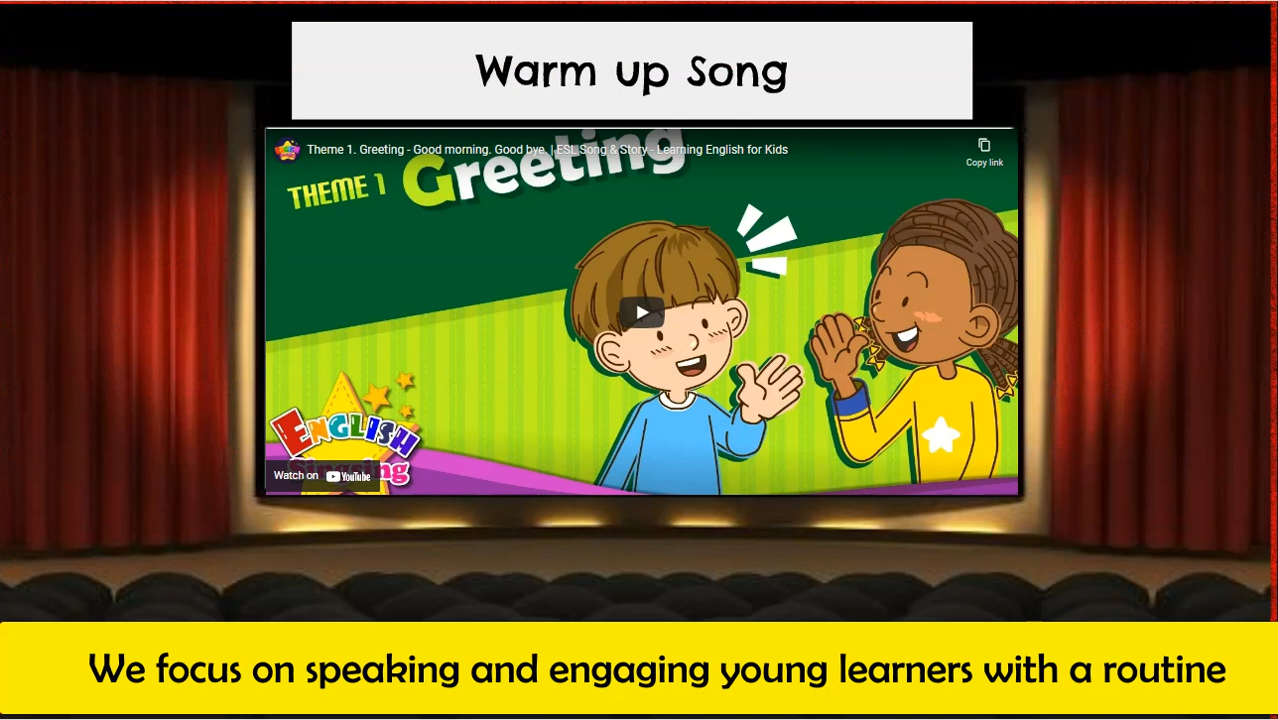 Warm up Song
Theme 1. Greeting - Good morning. Good bye. | ESL Song & Story - Learning English for Kids
Copy link
THEME 1 Greeting
ENGLISH
Singsing
Watch on YouTube
We focus on speaking and engaging young learners with a routine